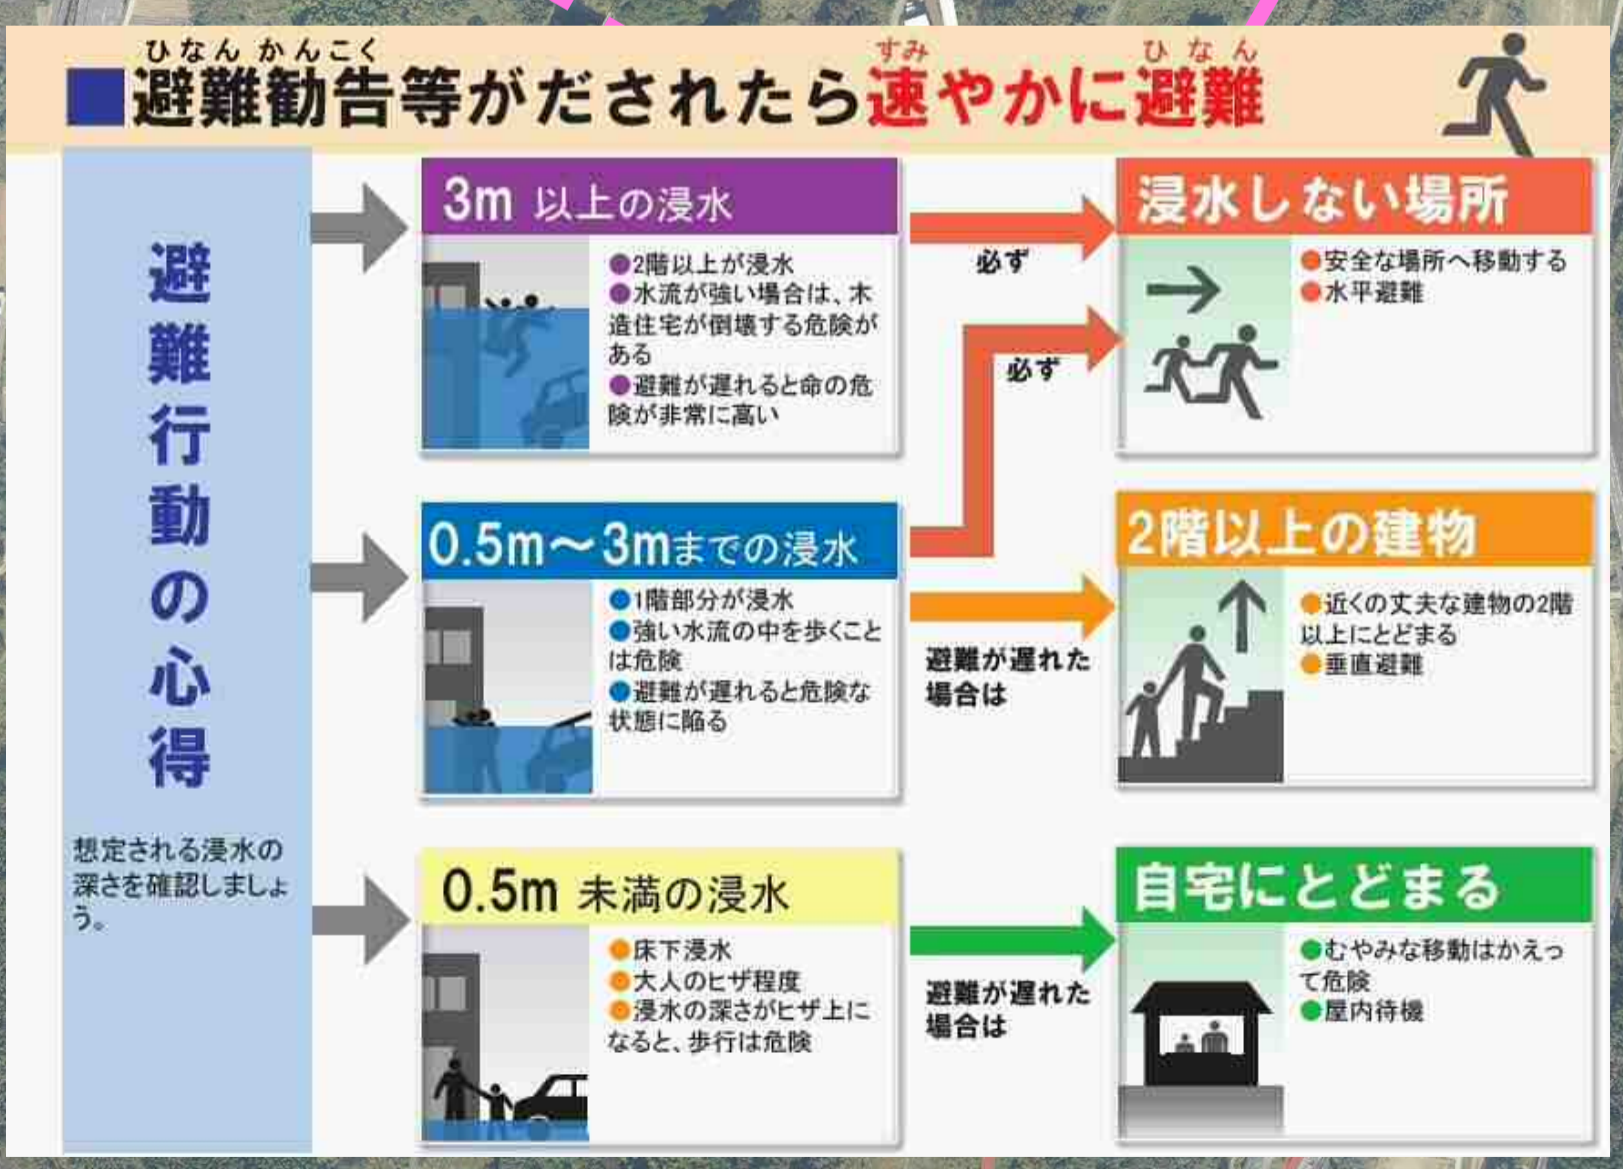 ひなんかんこく すみ ひなん
■避難勧告等がだされたら速やかに避難
避難行動の心得
想定される浸水の
深さを確認しましょ
う。
3m 以上の浸水
●2階以上が浸水
●水流が強い場合は、木
造住宅が倒壊する危険が
ある
●避難が遅れると命の危
険が非常に高い
必ず
浸水しない場所
●安全な場所へ移動する
●水平避難
0.5m～3mまでの浸水
●1階部分が浸水
●強い水流の中を歩くこと
は危険
●避難が遅れると危険な
状態に陥る
必ず
避難が遅れた
場合は
2階以上の建物
●近くの丈夫な建物の2階
以上にとどまる
●垂直避難
0.5m 未満の浸水
●床下浸水
●大人のヒザ程度
●浸水の深さがヒザ上に
なると、歩行は危険
避難が遅れた
場合は
自宅にとどまる
●むやみな移動はかえっ
て危険
●屋内待機